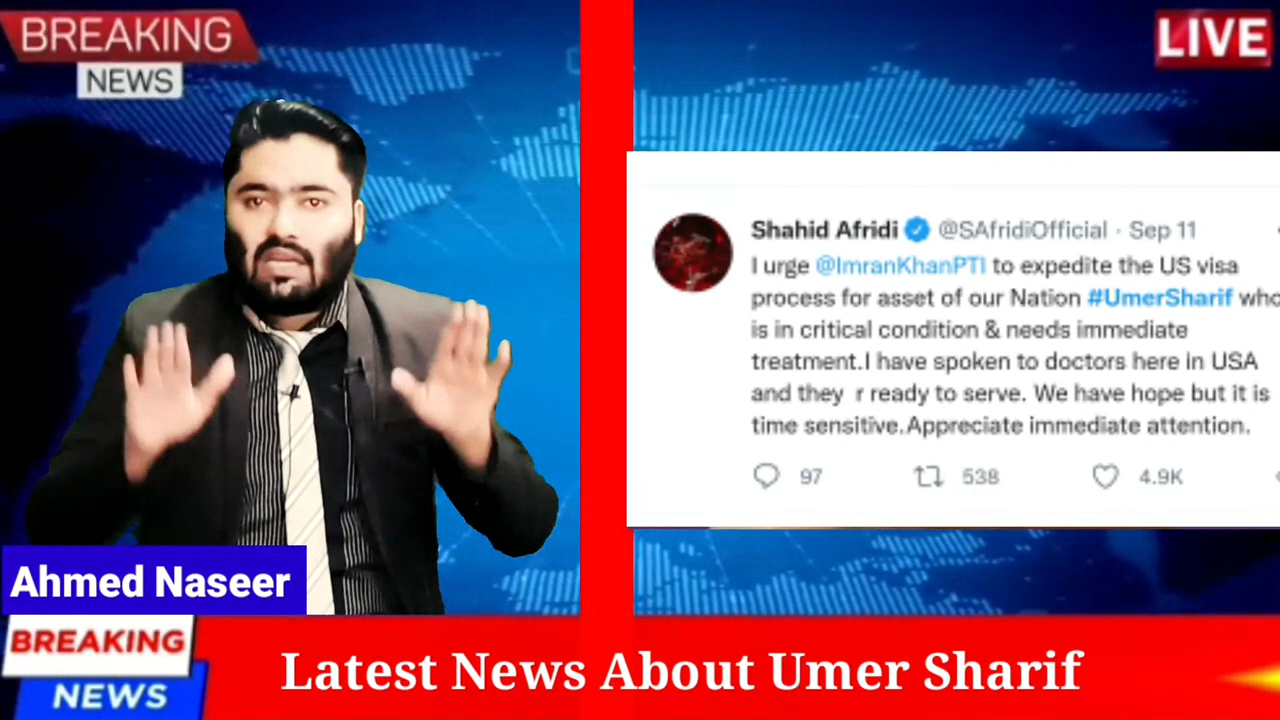 BREAKING
NEWS
LIVE
Shahid Afridi @SAfridiOfficial · Sep 11
I urge @ImranKhanPTI to expedite the US visa
process for asset of our Nation #UmerSharif who
is in critical condition & needs immediate
treatment.I have spoken to doctors here in USA
and they r ready to serve. We have hope but it is
time sensitive.Appreciate immediate attention.
97 538 4.9K
Ahmed Naseer
BREAKING
NEWS
Latest News About Umer Sharif